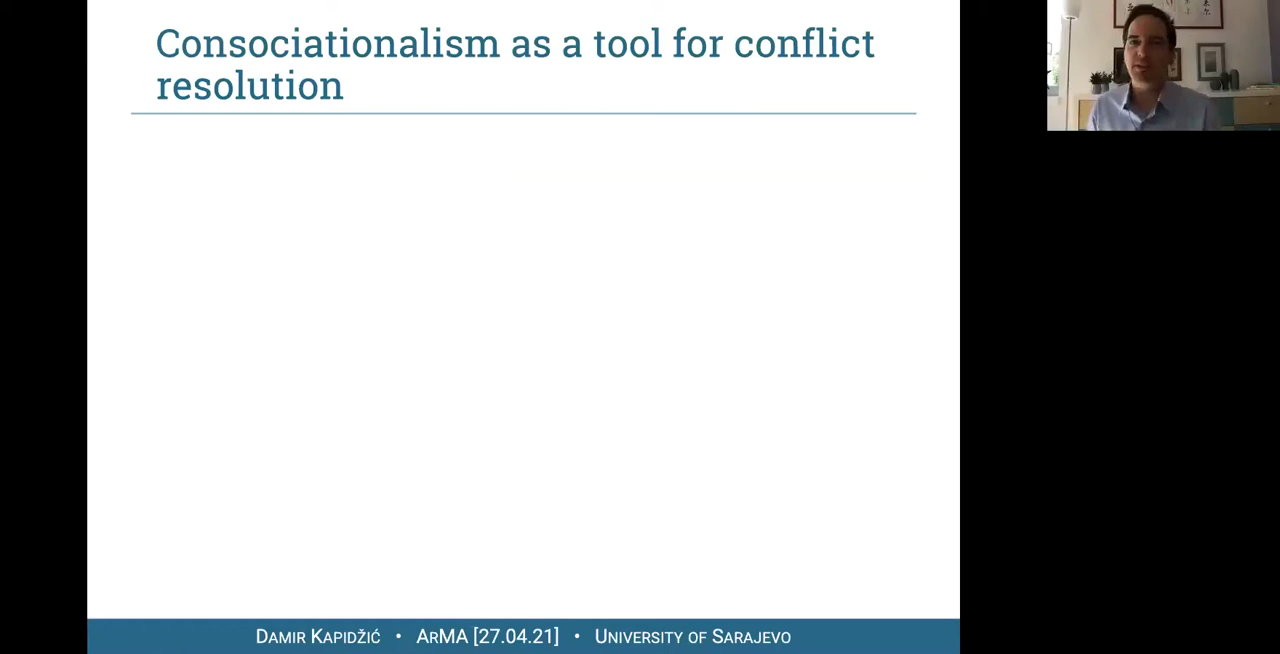 Consociationalism as a tool for conflict
resolution
DAMIR KAPIDŽIĆ • ARMA [27.04.21] • UNIVERSITY OF SARAJEVO